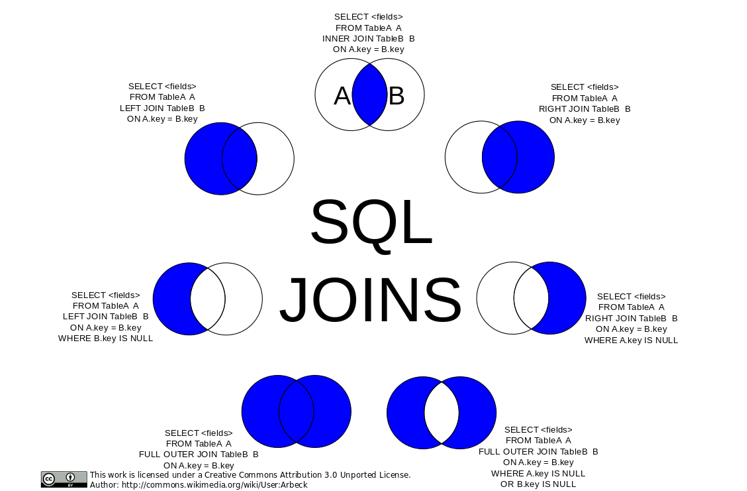 SELECT <fields>
FROM TableA A
INNER JOIN TableB B
ON A.key = B.key
A B
SELECT <fields>
FROM TableA A
LEFT JOIN TableB B
ON A.key = B.key
SELECT <fields>
FROM TableA A
RIGHT JOIN TableB B
ON A.key = B.key
SQL
JOINS
SELECT <fields>
FROM TableA A
LEFT JOIN TableB B
ON A.key = B.key
WHERE B.key IS NULL
SELECT <fields>
FROM TableA A
RIGHT JOIN TableB B
ON A.key = B.key
WHERE A.key IS NULL
SELECT <fields>
FROM TableA A
FULL OUTER JOIN TableB B
ON A.key = B.key
SELECT <fields>
FROM TableA A
FULL OUTER JOIN TableB B
ON A.key = B.key
WHERE A.key IS NULL
OR B.key IS NULL
cc
BY
This work is licensed under a Creative Commons Attribution 3.0 Unported License.
Author: http://commons.wikimedia.org/wiki/User:Arbeck